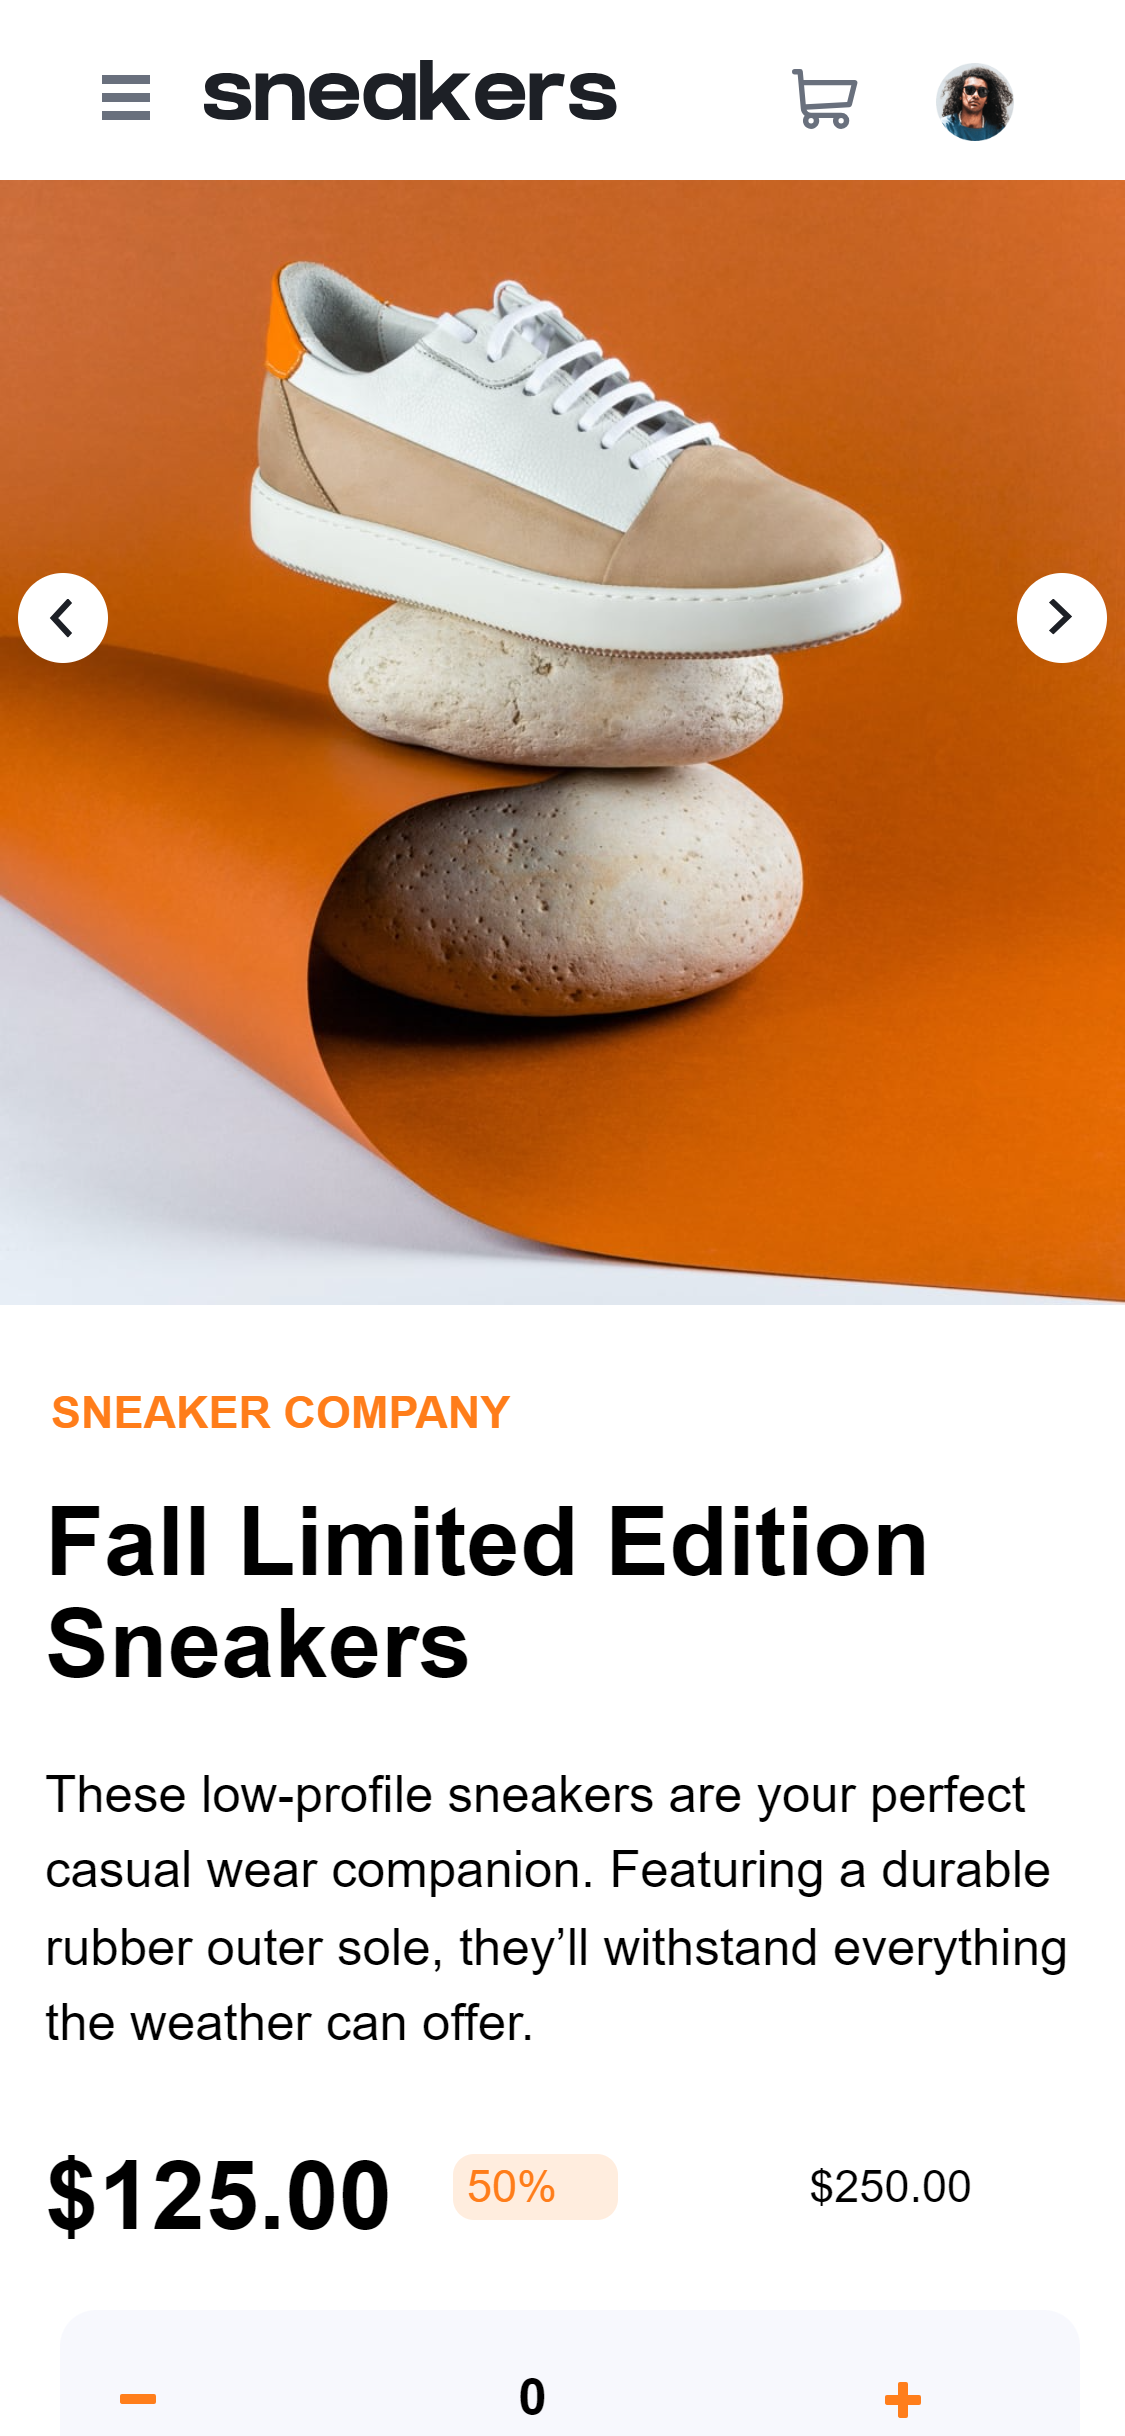 sneakers
SNEAKER COMPANY
Fall Limited Edition
Sneakers
These low-profile sneakers are your perfect
casual wear companion. Featuring a durable
rubber outer sole, they’ll withstand everything
the weather can offer.
$125.00 50% $250.00
0